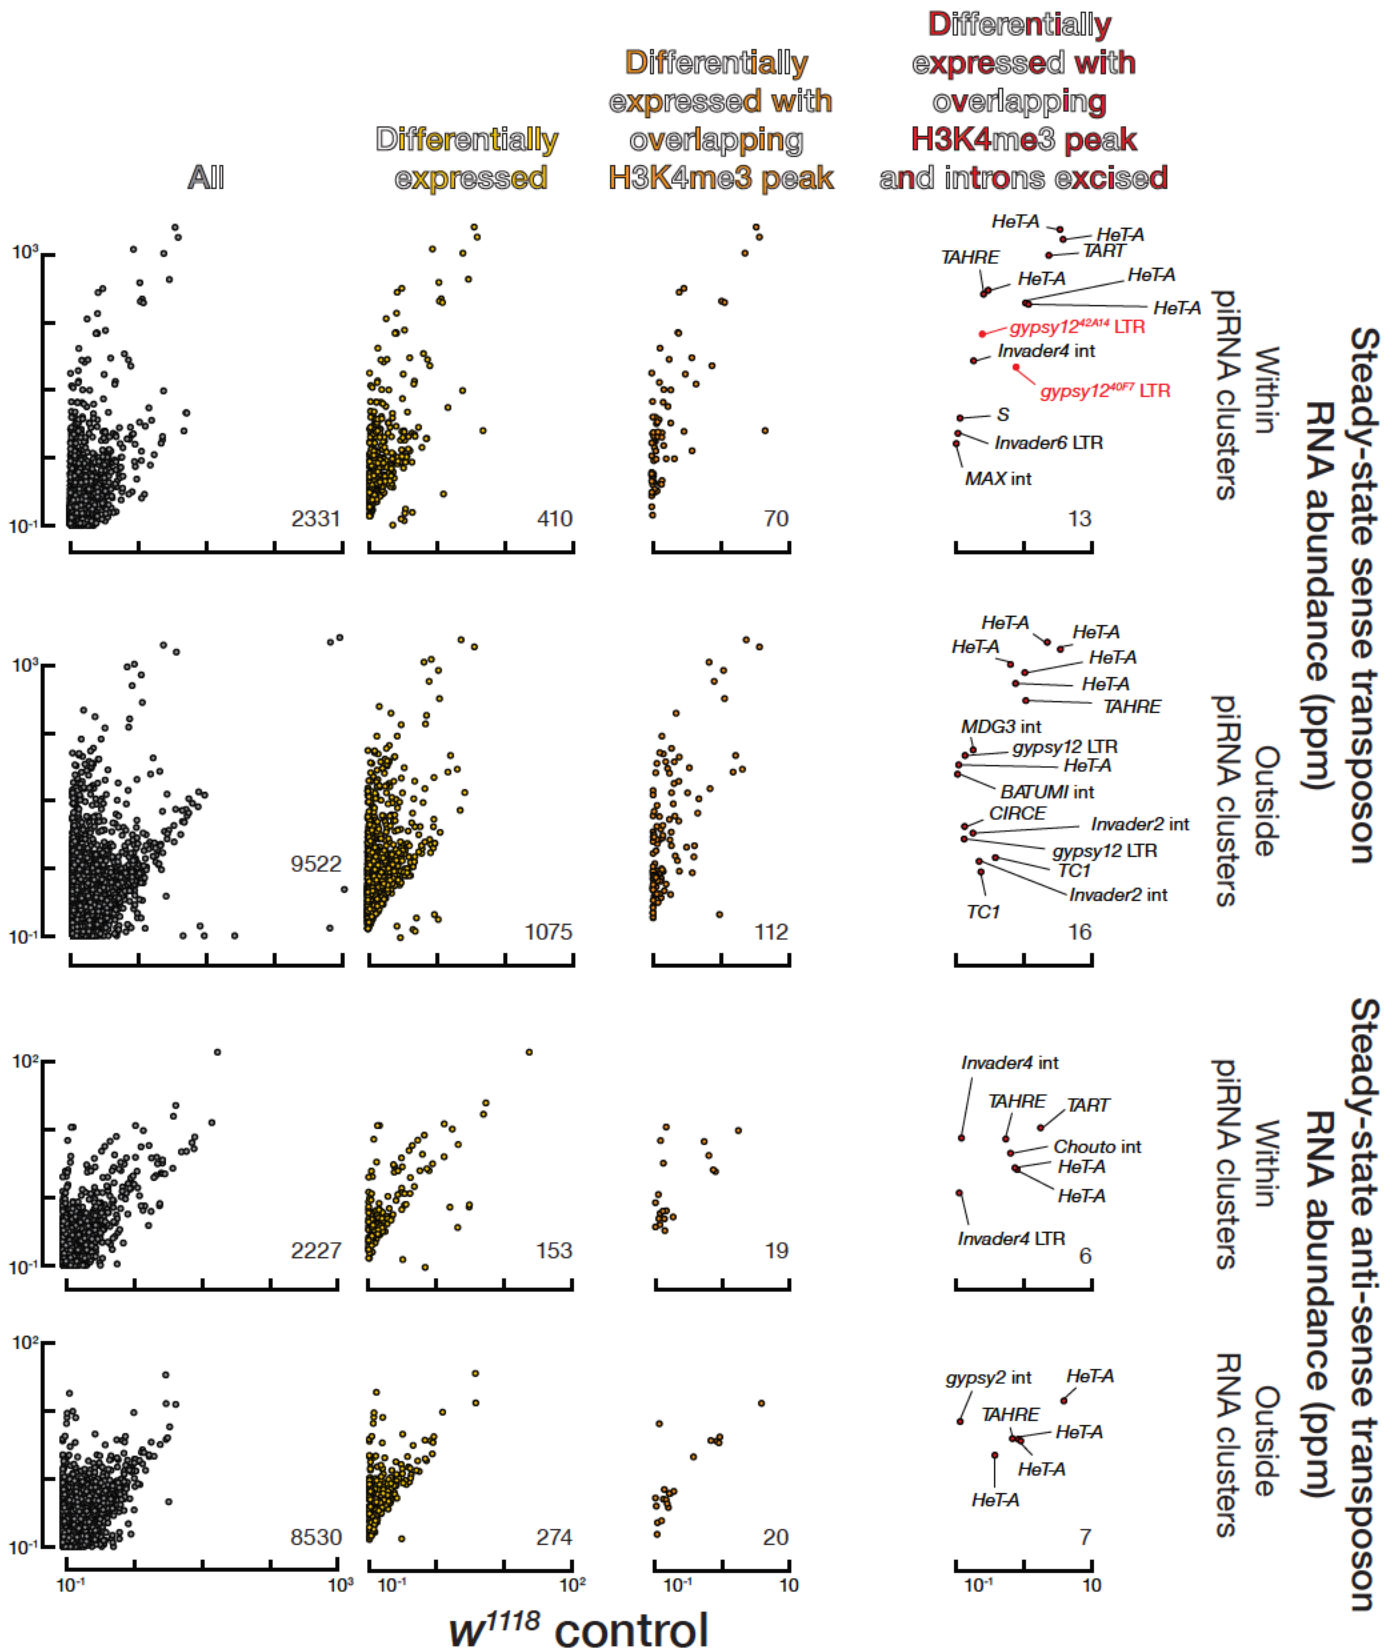 All
Differentially
expressed
Differentially
expressed with
overlapping
H3K4me3 peak
Differentially
expressed with
overlapping
H3K4me3 peak
and introns excised
10³
10⁻¹
2331
410
70
HeT-A
HeT-A
TART
TAHRE
HeT-A
HeT-A
HeT-A
gypsy12⁴²ᴬ¹⁴ LTR
Invader4 int
gypsy12⁴⁰ᶠ⁷ LTR
S
Invader6 LTR
MAX int
13
Within
piRNA clusters
Steady-state sense transposon
RNA abundance (ppm)
10³
10⁻¹
9522
1075
112
HeT-A
HeT-A
HeT-A
HeT-A
HeT-A
TAHRE
MDG3 int
gypsy12 LTR
HeT-A
BATUMI int
CIRCE
Invader2 int
gypsy12 LTR
TC1
Invader2 int
TC1
16
Outside
piRNA clusters
10²
10⁻¹
2227
153
19
Invader4 int
TAHRE
TART
Chouto int
HeT-A
HeT-A
Invader4 LTR
6
Within
piRNA clusters
Steady-state anti-sense transposon
RNA abundance (ppm)
10²
10⁻¹
8530
274
20
gypsy2 int
HeT-A
TAHRE
HeT-A
HeT-A
HeT-A
7
Outside
RNA clusters
10⁻¹
10³
10⁻¹
10²
10⁻¹
10
10⁻¹
10
w¹¹¹⁸ control